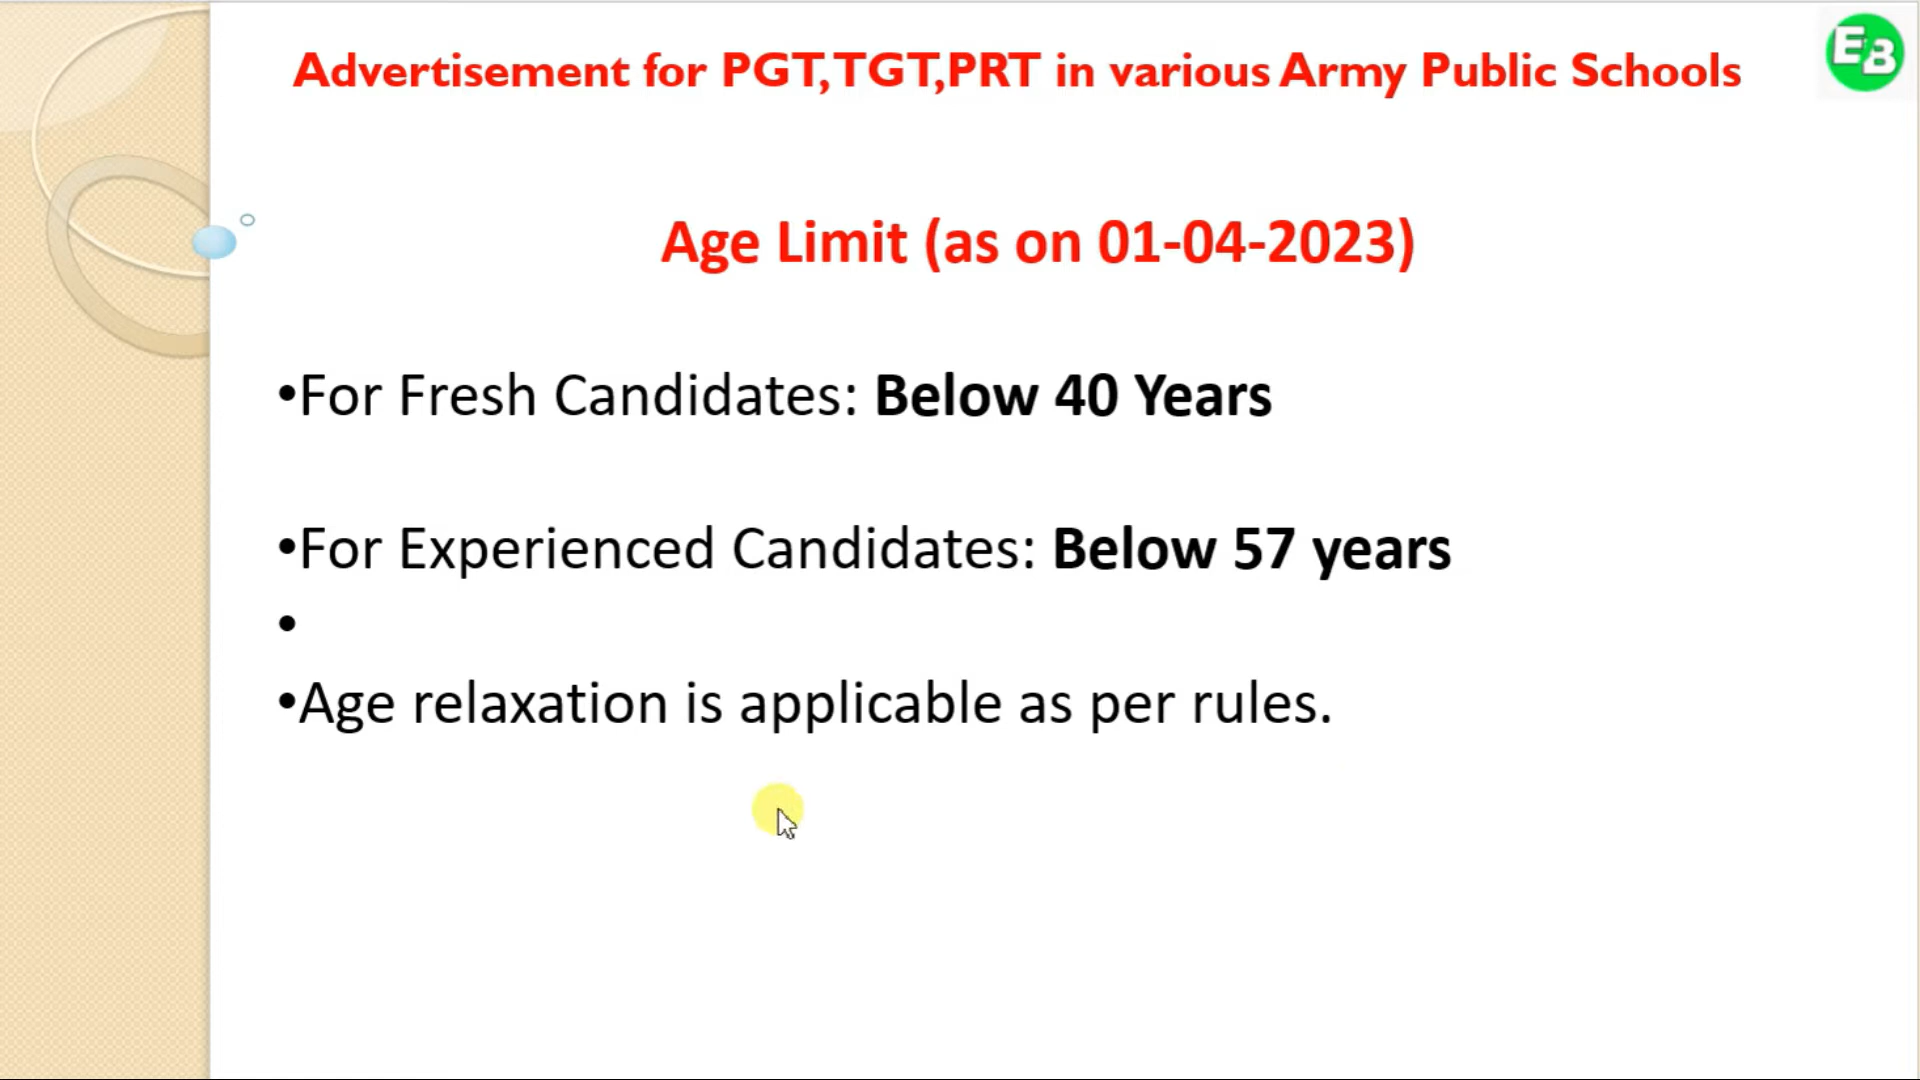 Advertisement for PGT,TGT,PRT in various Army Public Schools
EB
Age Limit (as on 01-04-2023)
•For Fresh Candidates: Below 40 Years
•For Experienced Candidates: Below 57 years
•
•Age relaxation is applicable as per rules.